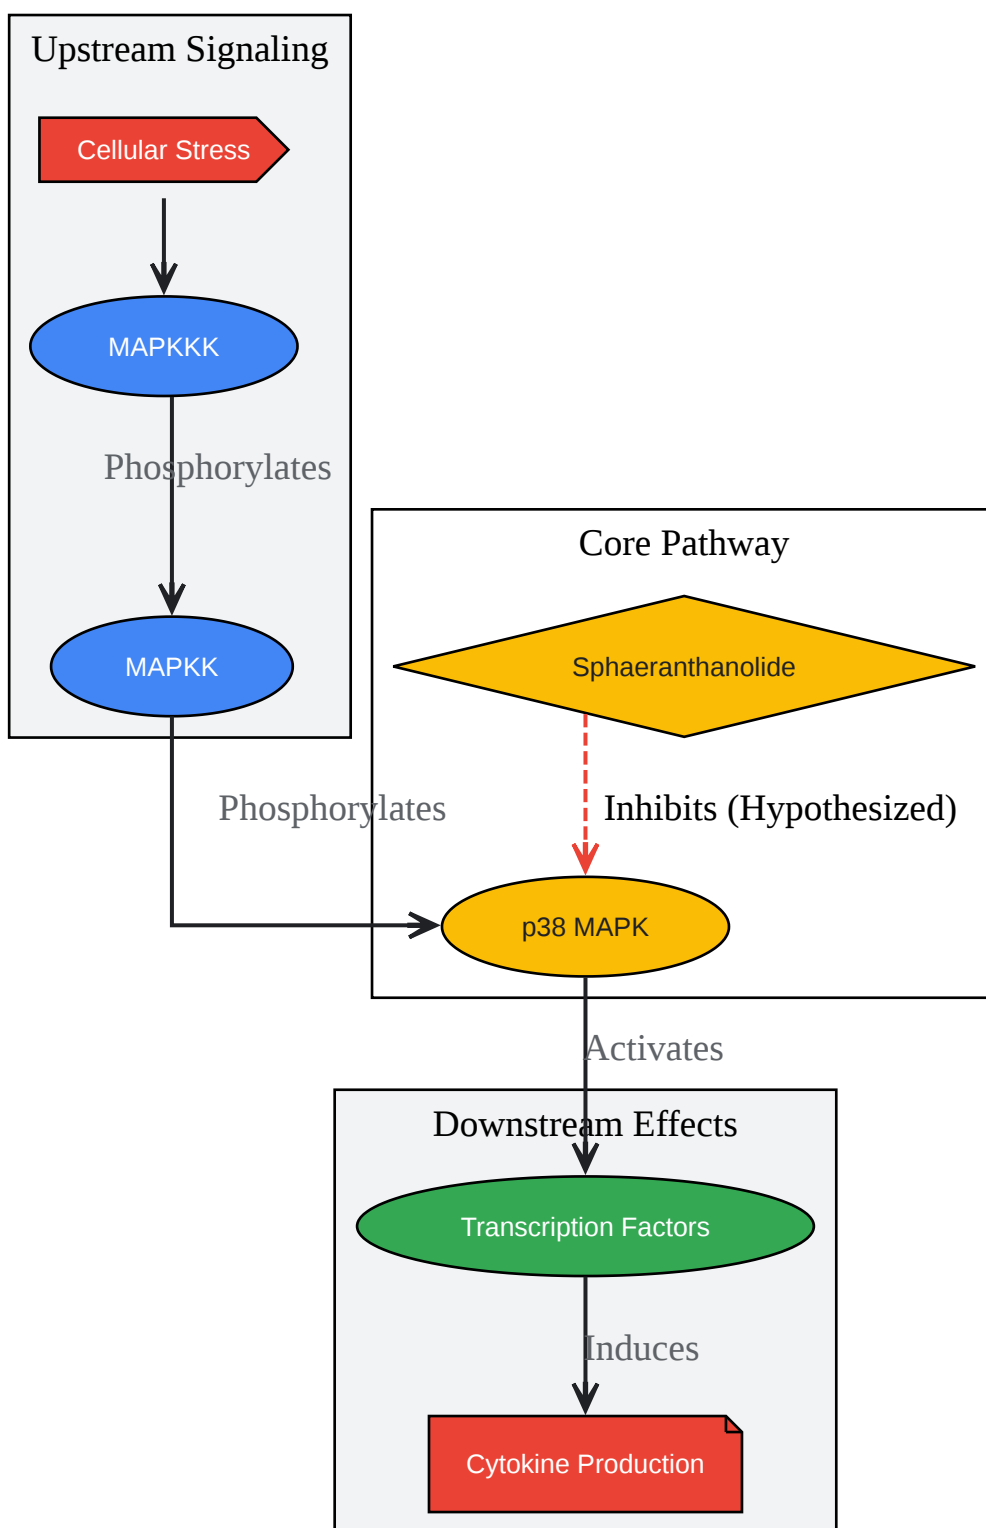 Upstream Signaling
Cellular Stress
MAPKKK
Phosphorylates
MAPKK
Phosphorylates
Core Pathway
Sphaeranthanolide
Inhibits (Hypothesized)
p38 MAPK
Activates
Downstream Effects
Transcription Factors
Induces
Cytokine Production